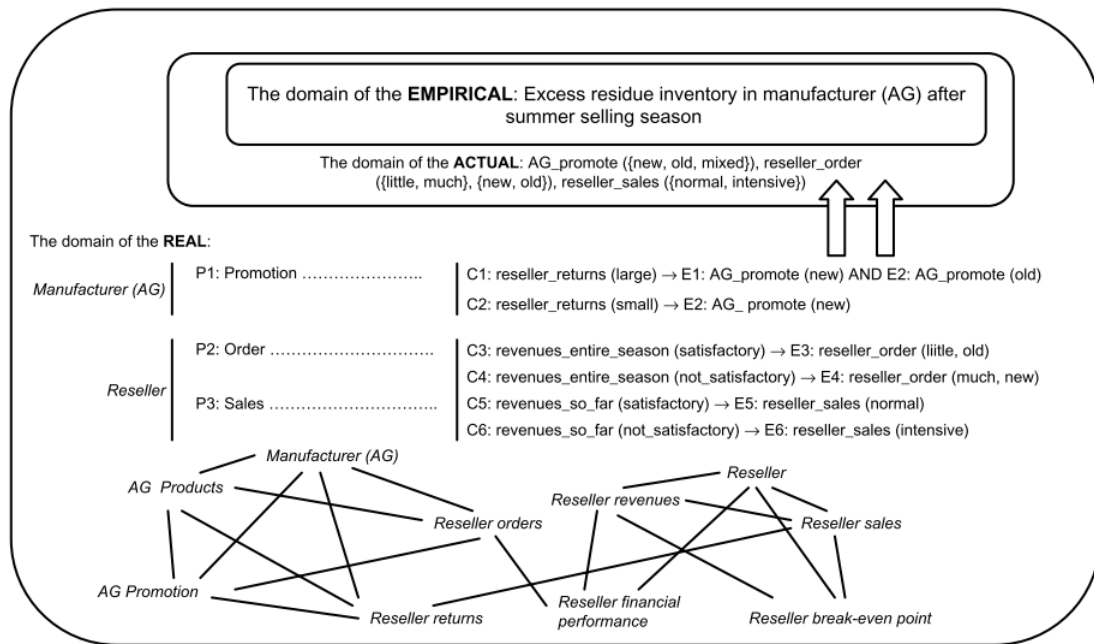 The domain of the EMPIRICAL: Excess residue inventory in manufacturer (AG) after
summer selling season
The domain of the ACTUAL: AG_promote ({new, old, mixed}), reseller_order
({little, much}, {new, old}), reseller_sales ({normal, intensive})
The domain of the REAL:
Manufacturer (AG)
P1: Promotion ........................
C1: reseller_returns (large) → E1: AG_promote (new) AND E2: AG_promote (old)
C2: reseller_returns (small) → E2: AG_ promote (new)
Reseller
P2: Order ................................
C3: revenues_entire_season (satisfactory) → E3: reseller_order (liitle, old)
C4: revenues_entire_season (not_satisfactory) → E4: reseller_order (much, new)
P3: Sales ................................
C5: revenues_so_far (satisfactory) → E5: reseller_sales (normal)
C6: revenues_so_far (not_satisfactory) → E6: reseller_sales (intensive)
Manufacturer (AG)
Reseller
AG Products
Reseller revenues
Reseller orders
Reseller sales
AG Promotion
Reseller returns
Reseller financial
performance
Reseller break-even point